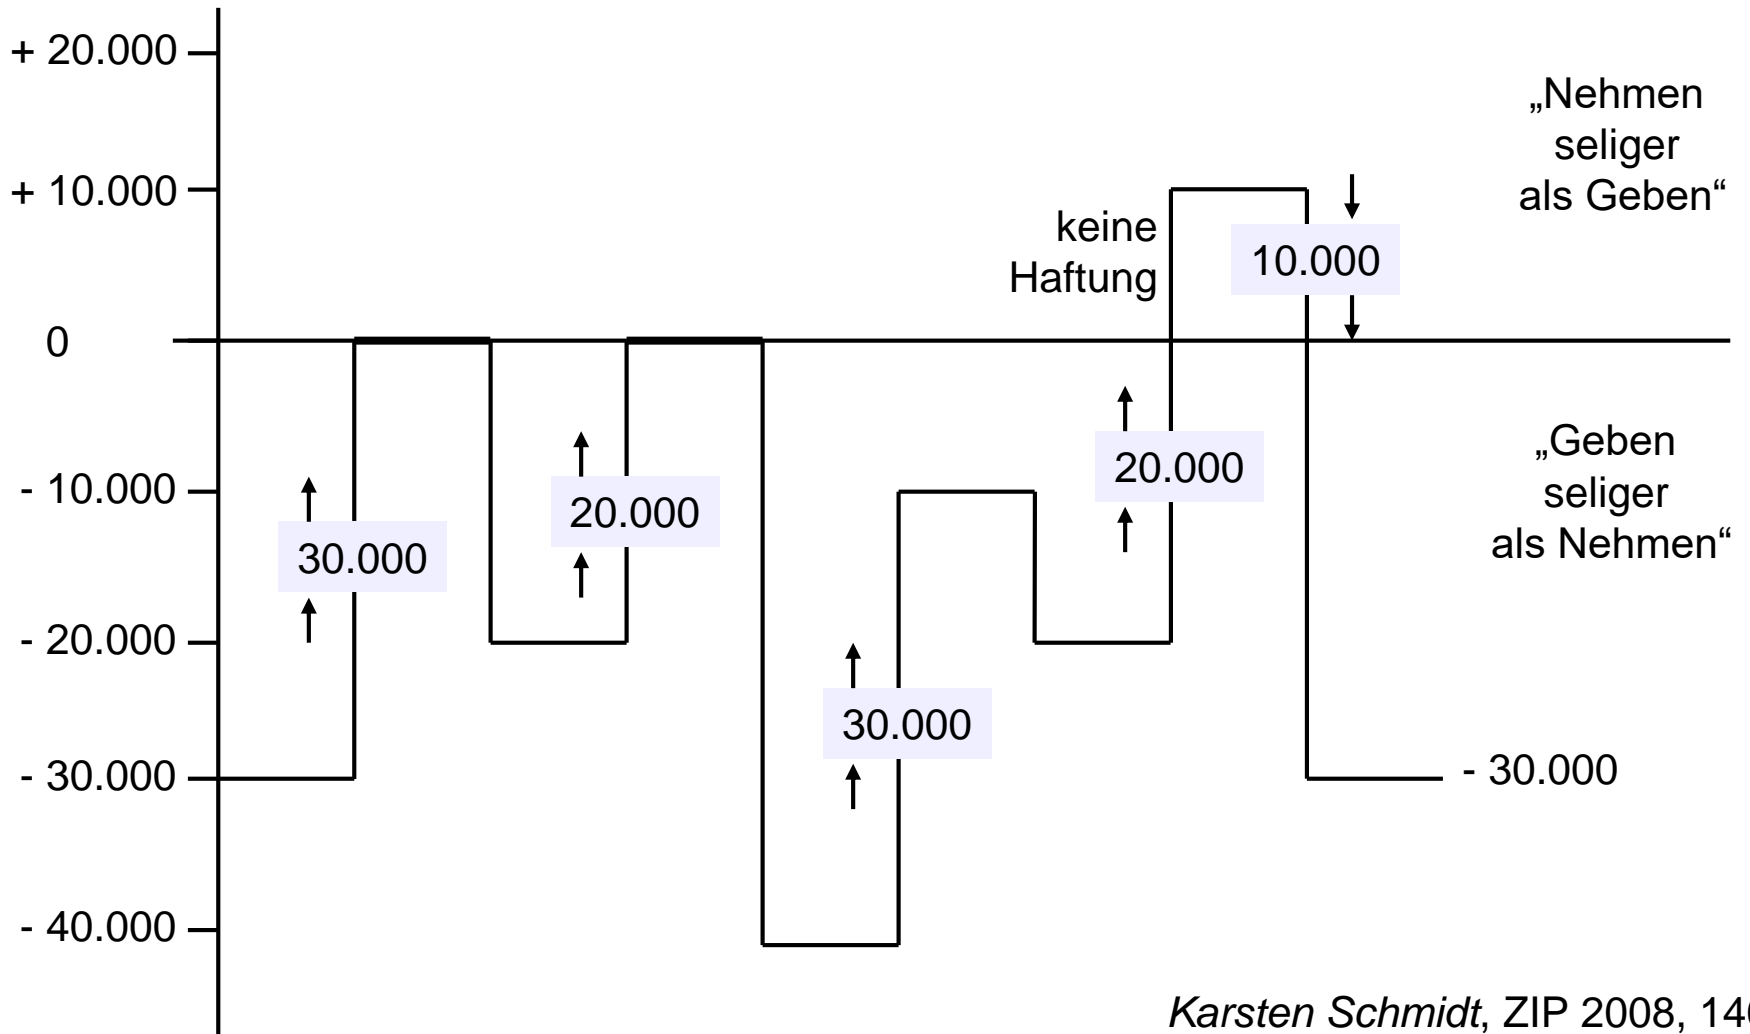 + 20.000
„Nehmen
seliger
als Geben“
+ 10.000
keine
Haftung
10.000
0
20.000
„Geben
seliger
als Nehmen“
- 10.000
20.000
30.000
- 20.000
30.000
- 30.000
- 30.000
- 40.000
Karsten Schmidt, ZIP 2008,